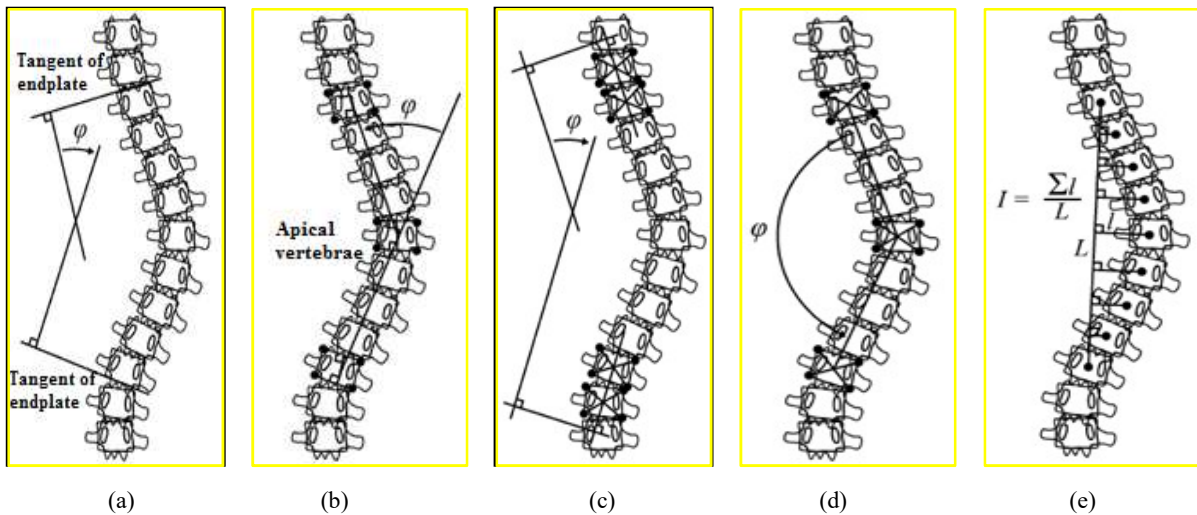 Tangent of
endplate
φ
Tangent of
endplate
φ
Apical
vertebrae
φ
φ
I = Σl / L
l
L
(a) (b) (c) (d) (e)